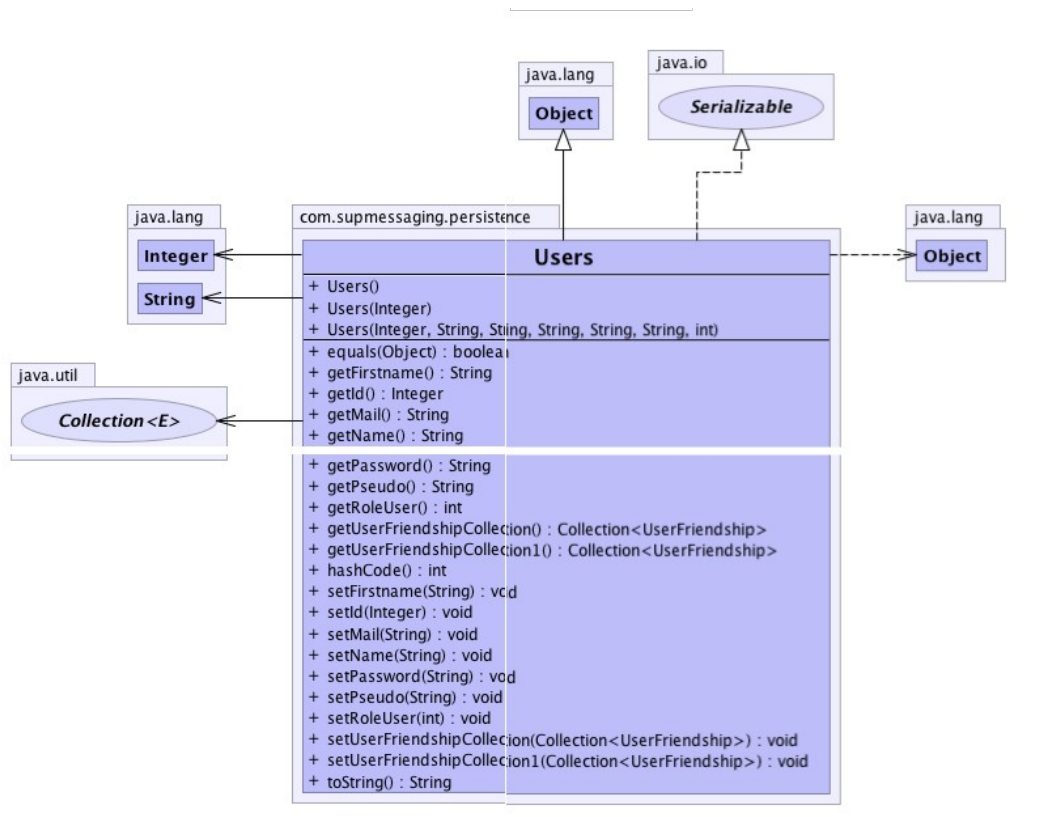 java.lang
Object
java.io
Serializable
java.lang
Integer
String
com.supmessaging.persistence
Users
java.lang
Object
+ Users()
+ Users(Integer)
+ Users(Integer, String, Sting, String, String, String, int)
+ equals(Object) : boolean
+ getFirstname() : String
+ getId() : Integer
+ getMail() : String
+ getName() : String
java.util
Collection<E>
+ getPassword() : String
+ getPseudo() : String
+ getRoleUser() : int
+ getUserFriendshipCollection() : Collection<UserFriendship>
+ getUserFriendshipCollection1() : Collection<UserFriendship>
+ hashCode() : int
+ setFirstname(String) : void
+ setId(Integer) : void
+ setMail(String) : void
+ setName(String) : void
+ setPassword(String) : void
+ setPseudo(String) : void
+ setRoleUser(int) : void
+ setUserFriendshipCollection(Collection<UserFriendship>) : void
+ setUserFriendshipCollection1(Collection<UserFriendship>) : void
+ toString() : String